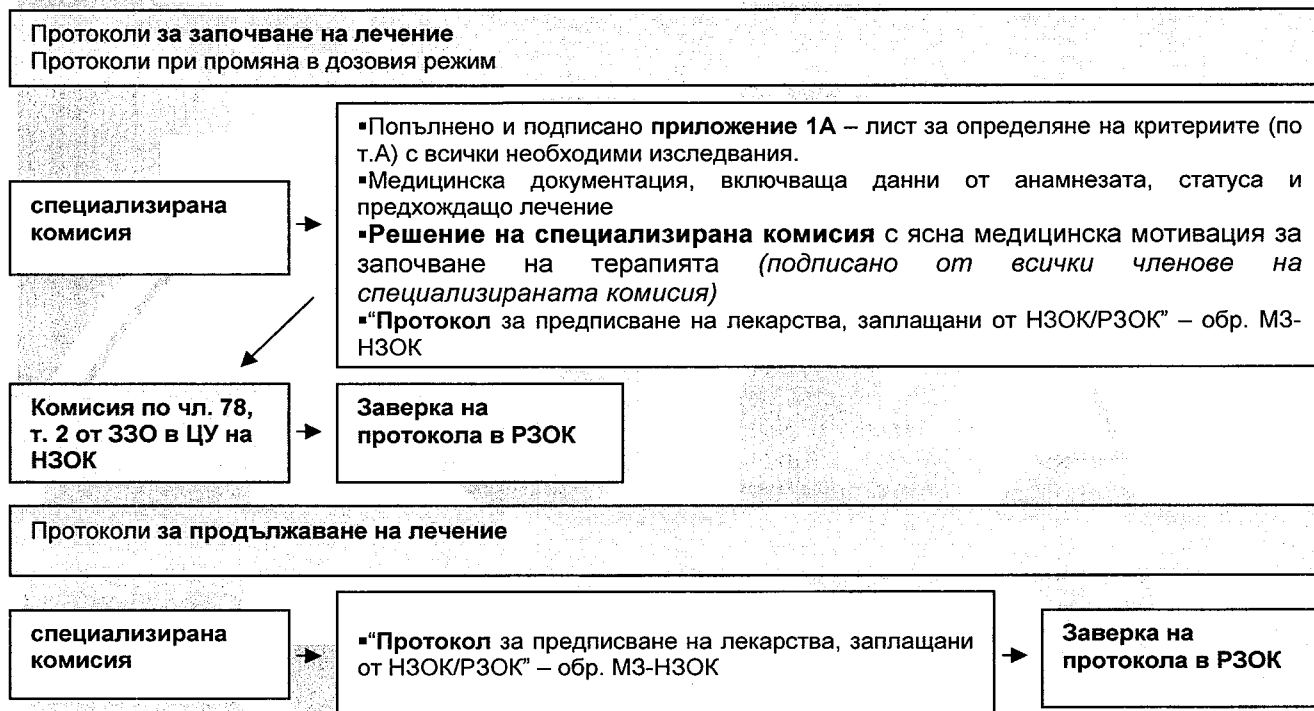 Протоколи за започване на лечение
Протоколи при промяна в дозовия режим
специализирана
комисия
▪Попълнено и подписано приложение 1А – лист за определяне на критериите (по
т.А) с всички необходими изследвания.
▪Медицинска документация, включваща данни от анамнезата, статуса и
предхождащо лечение
▪Решение на специализирана комисия с ясна медицинска мотивация за
започване на терапията (подписано от всички членове на
специализираната комисия)
▪“Протокол за предписване на лекарства, заплащани от НЗОК/РЗОК” – обр. МЗ-
НЗОК
Комисия по чл. 78,
т. 2 от ЗЗО в ЦУ на
НЗОК
Заверка на
протокола в РЗОК
Протоколи за продължаване на лечение
специализирана
комисия
▪“Протокол за предписване на лекарства, заплащани
от НЗОК/РЗОК” – обр. МЗ-НЗОК
Заверка на
протокола в РЗОК